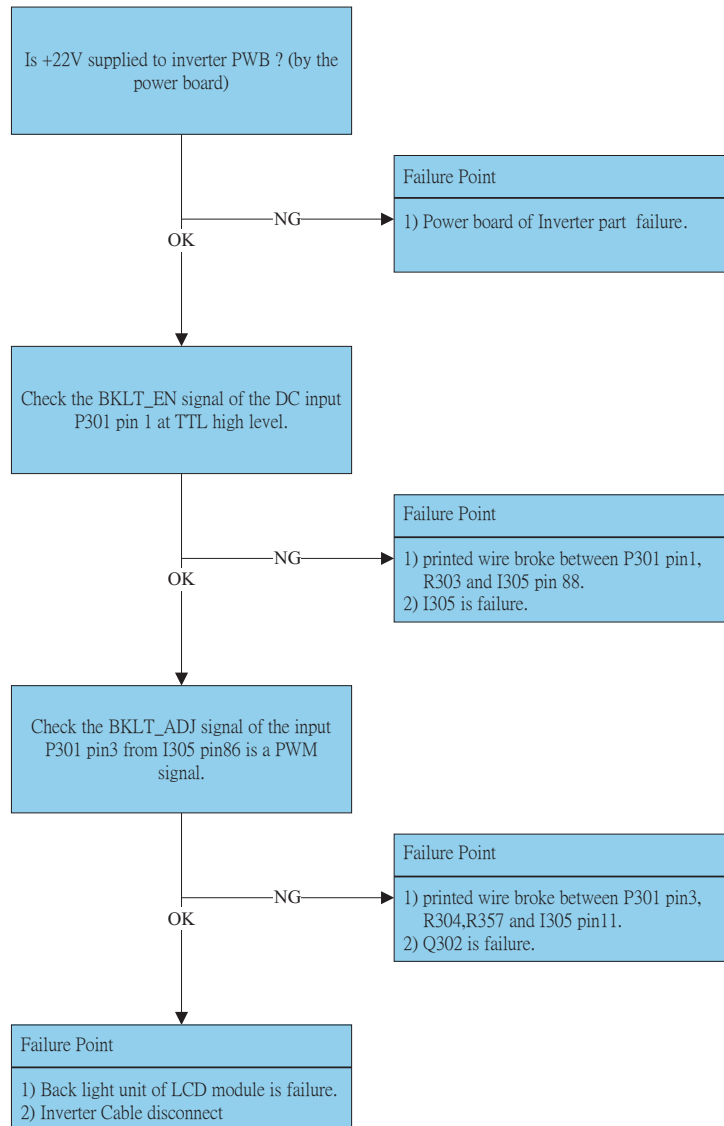 Is +22V supplied to inverter PWB ? (by the
power board)
NG
OK
Failure Point
1) Power board of Inverter part failure.
Check the BKLT_EN signal of the DC input
P301 pin 1 at TTL high level.
NG
OK
Failure Point
1) printed wire broke between P301 pin1,
R303 and I305 pin 88.
2) I305 is failure.
Check the BKLT_ADJ signal of the input
P301 pin3 from I305 pin86 is a PWM
signal.
NG
OK
Failure Point
1) printed wire broke between P301 pin3,
R304,R357 and I305 pin11.
2) Q302 is failure.
Failure Point
1) Back light unit of LCD module is failure.
2) Inverter Cable disconnect